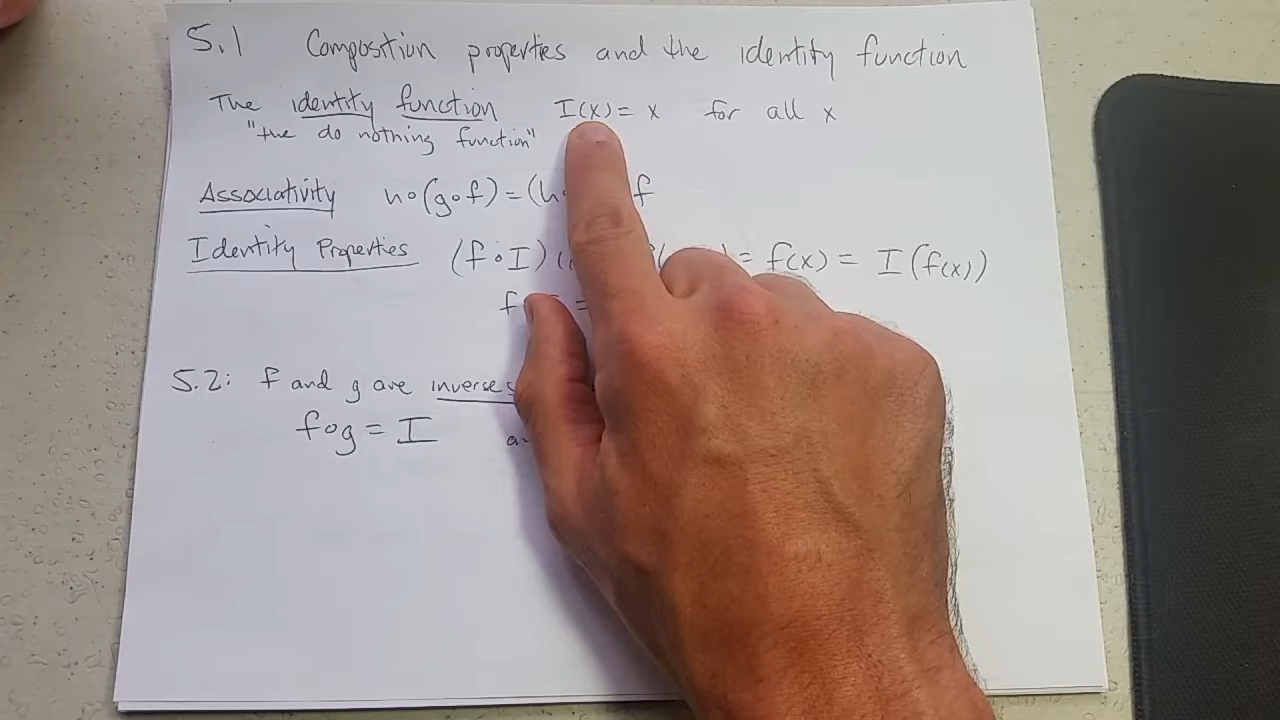 5.1 Composition properties and the identity function
The identity function I(x) = x for all x
"the do nothing function"
Associativity h∘(g∘f) = (h∘ f
Identity Properties (f∘I)( = f(x) = I(f(x))
f =
5.2: f and g are inverses
f∘g = I